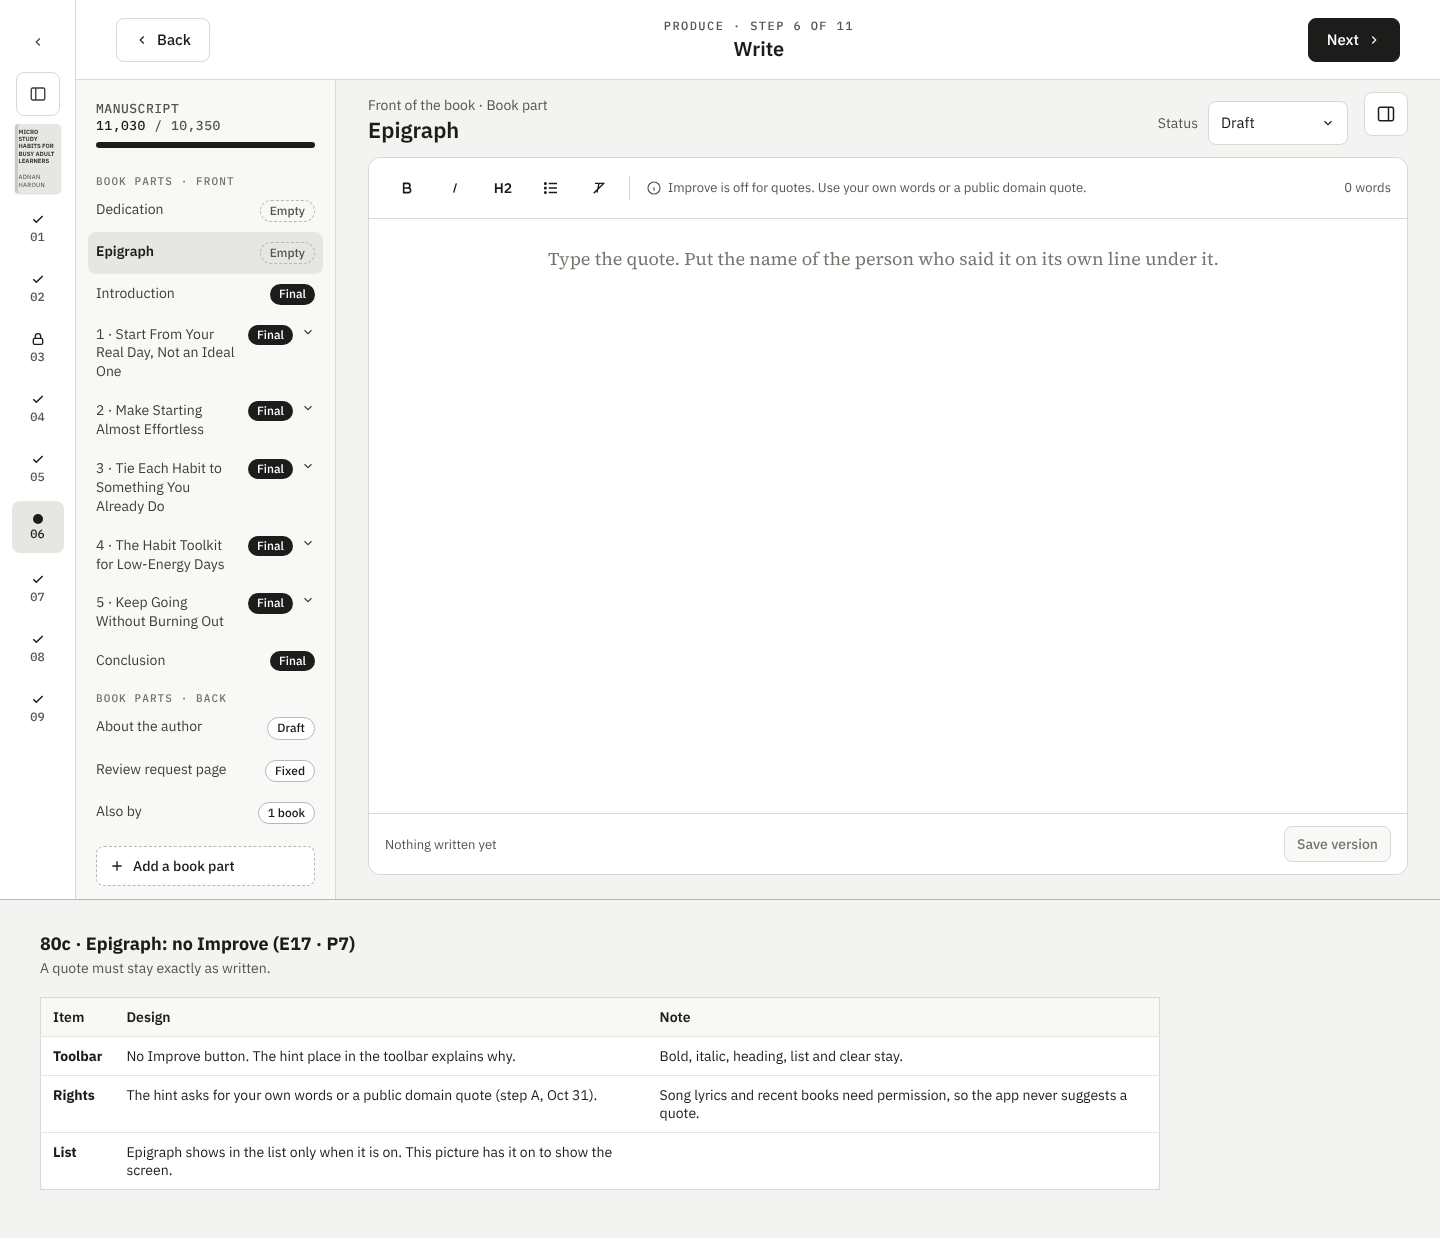 PRODUCE · STEP 6 OF 11
Back
Write
Next
MICRO
STUDY
HABITS FOR
BUSY ADULT
LEARNERS
ADNAN
HAROUN
01
02
03
04
05
06
07
08
09
MANUSCRIPT
11,030 / 10,350
BOOK PARTS · FRONT
Dedication Empty
Epigraph Empty
Introduction Final
1 · Start From Your Final
Real Day, Not an Ideal
One
2 · Make Starting Final
Almost Effortless
3 · Tie Each Habit to Final
Something You
Already Do
4 · The Habit Toolkit Final
for Low-Energy Days
5 · Keep Going Final
Without Burning Out
Conclusion Final
BOOK PARTS · BACK
About the author Draft
Review request page Fixed
Also by 1 book
Add a book part
Front of the book · Book part
Epigraph
Status Draft
B I H2 T Improve is off for quotes. Use your own words or a public domain quote. 0 words
Type the quote. Put the name of the person who said it on its own line under it.
Nothing written yet Save version
80c · Epigraph: no Improve (E17 · P7)
A quote must stay exactly as written.
Item Design Note
Toolbar No Improve button. The hint place in the toolbar explains why. Bold, italic, heading, list and clear stay.
Rights The hint asks for your own words or a public domain quote (step A, Oct 31). Song lyrics and recent books need permission, so the app never suggests a
quote.
List Epigraph shows in the list only when it is on. This picture has it on to show the
screen.